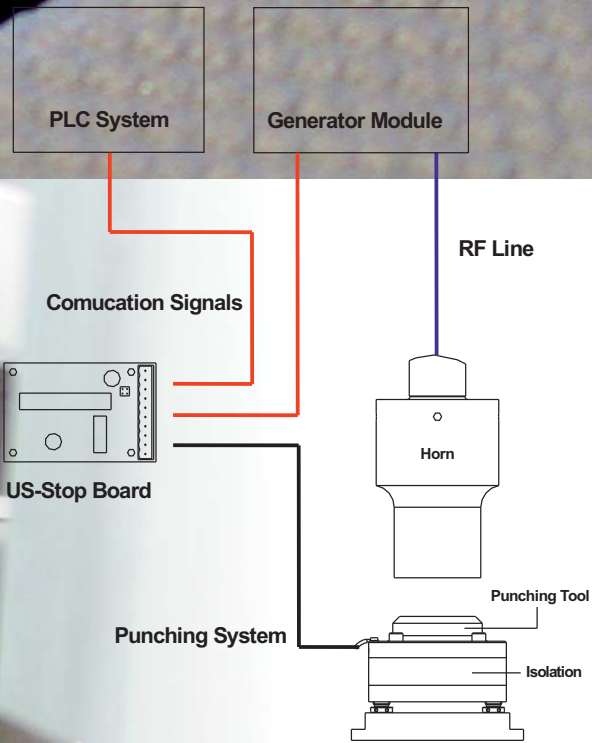 PLC System
Generator Module
RF Line
Comucation Signals
Horn
US-Stop Board
Punching Tool
Punching System
Isolation